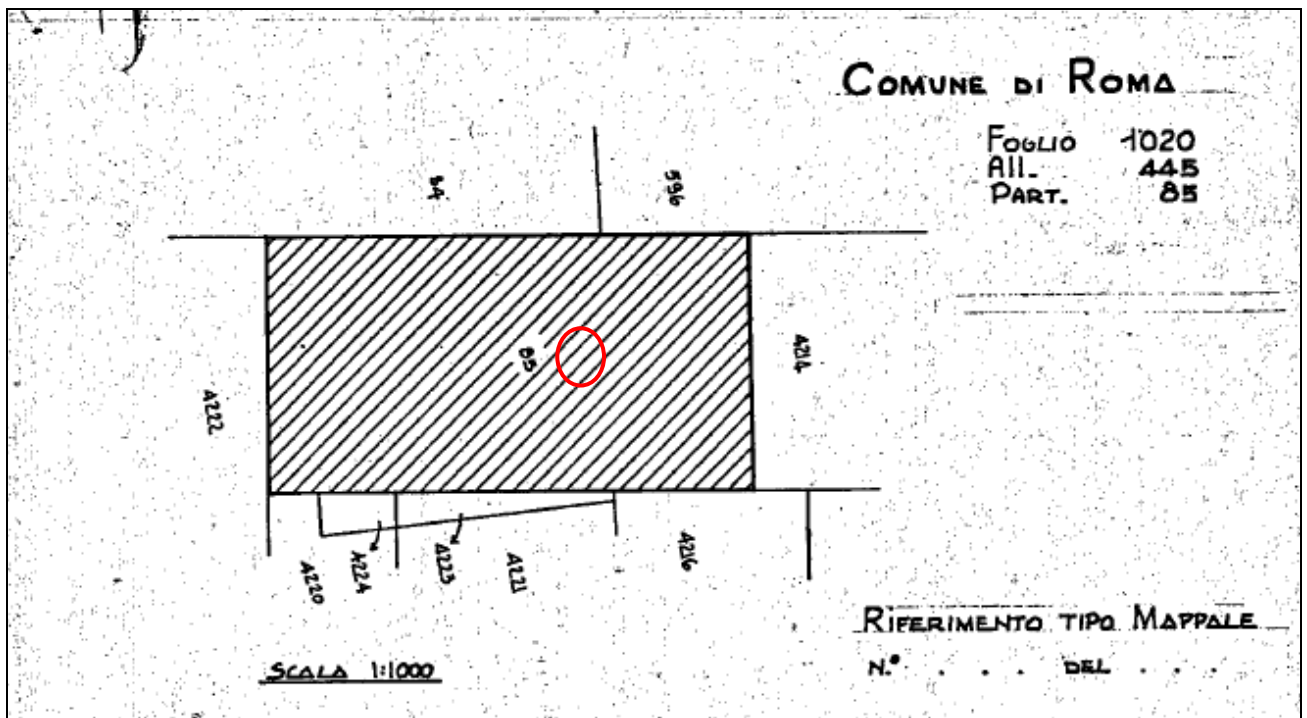 COMUNE DI ROMA
FOGLIO 1020
All. 445
PART. 85
84
596
85
4214
4222
4220
4224
4223
4221
4216
RIFERIMENTO TIPO MAPPALE
N.° . . . DEL . . .
SCALA 1:1000